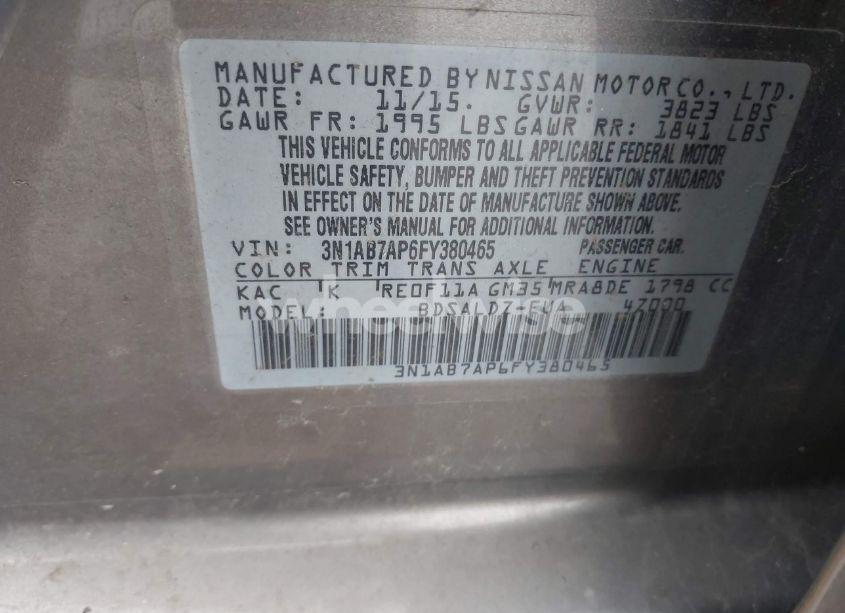 MANUFACTURED BY NISSAN MOTOR CO., LTD.
DATE: 11/15. GVWR: 3823 LBS
GAWR FR: 1995 LBS GAWR RR: 1841 LBS
THIS VEHICLE CONFORMS TO ALL APPLICABLE FEDERAL MOTOR
VEHICLE SAFETY, BUMPER AND THEFT PREVENTION STANDARDS
IN EFFECT ON THE DATE OF MANUFACTURE SHOWN ABOVE.
SEE OWNER'S MANUAL FOR ADDITIONAL INFORMATION.
VIN: 3N1AB7AP6FY380465 PASSENGER CAR.
COLOR TRIM TRANS AXLE ENGINE
KAC K RE0F11A GM35 MRA8DE 1798 CC
MODEL: BDSALDZ-EU 47000
wheelwise
3N1AB7AP6FY380465